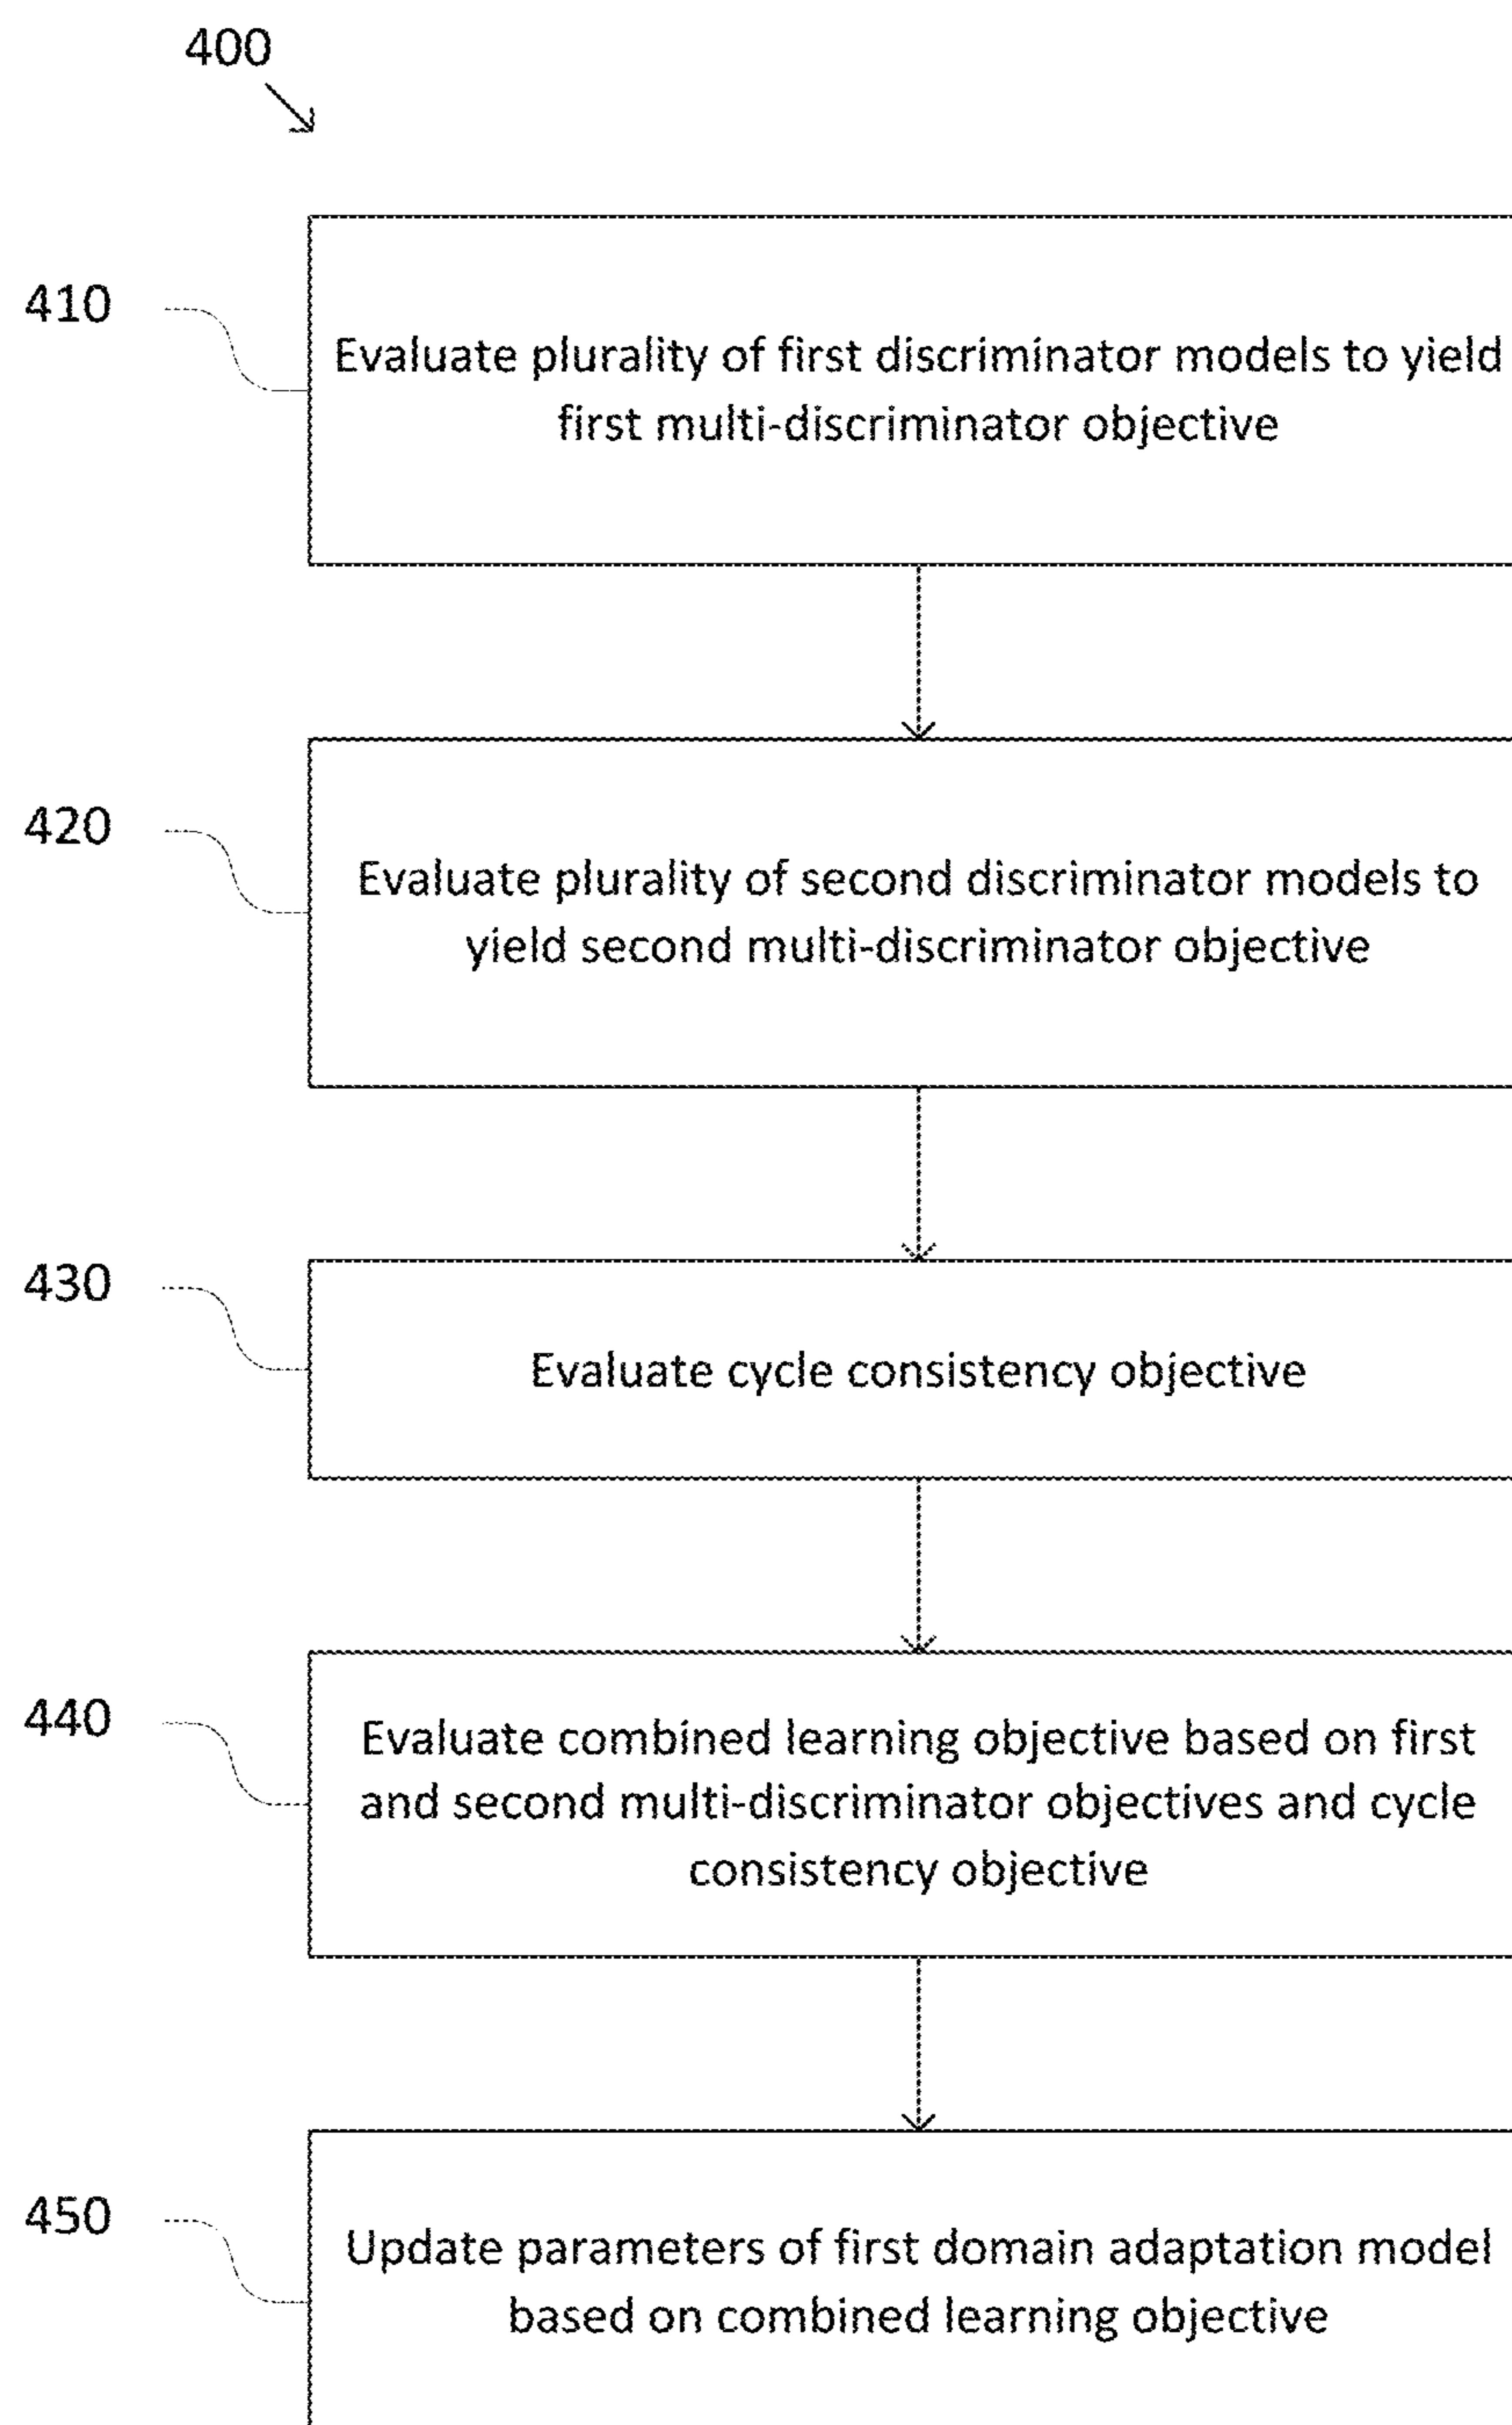 400
410
Evaluate plurality of first discriminator models to yield
first multi-discriminator objective
420
Evaluate plurality of second discriminator models to
yield second multi-discriminator objective
430
Evaluate cycle consistency objective
440
Evaluate combined learning objective based on first
and second multi-discriminator objectives and cycle
consistency objective
450
Update parameters of first domain adaptation model
based on combined learning objective